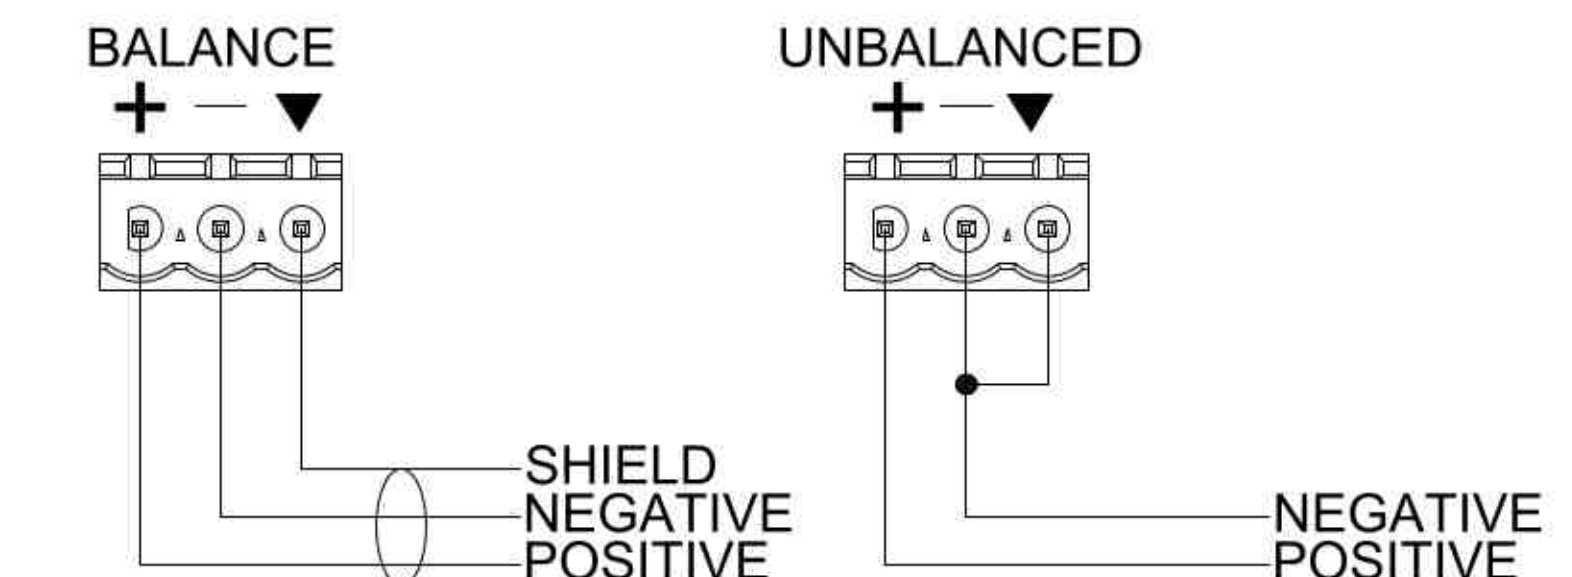 BALANCE
+ — ▼
SHIELD
NEGATIVE
POSITIVE
UNBALANCED
+ — ▼
NEGATIVE
POSITIVE